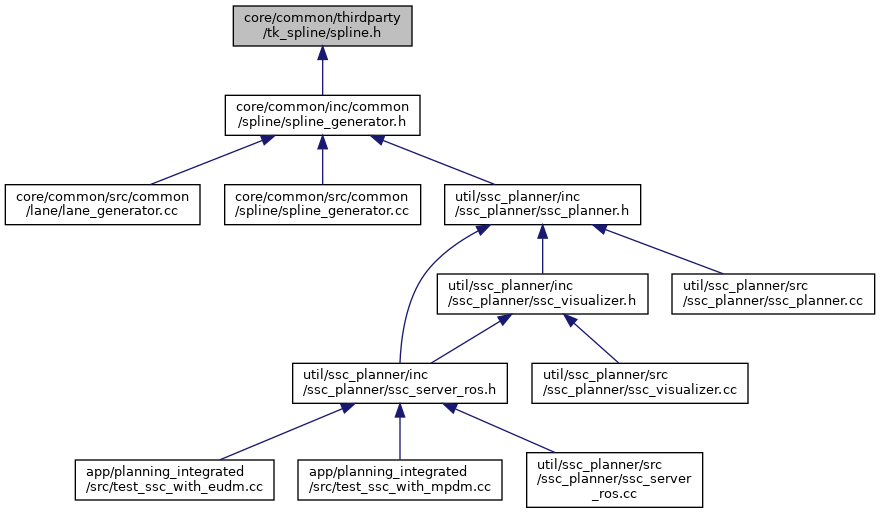 core/common/thirdparty
/tk_spline/spline.h
core/common/inc/common
/spline/spline_generator.h
core/common/src/common
/lane/lane_generator.cc
core/common/src/common
/spline/spline_generator.cc
util/ssc_planner/inc
/ssc_planner/ssc_planner.h
util/ssc_planner/inc
/ssc_planner/ssc_visualizer.h
util/ssc_planner/src
/ssc_planner/ssc_planner.cc
util/ssc_planner/inc
/ssc_planner/ssc_server_ros.h
util/ssc_planner/src
/ssc_planner/ssc_visualizer.cc
app/planning_integrated
/src/test_ssc_with_eudm.cc
app/planning_integrated
/src/test_ssc_with_mpdm.cc
util/ssc_planner/src
/ssc_planner/ssc_server
_ros.cc